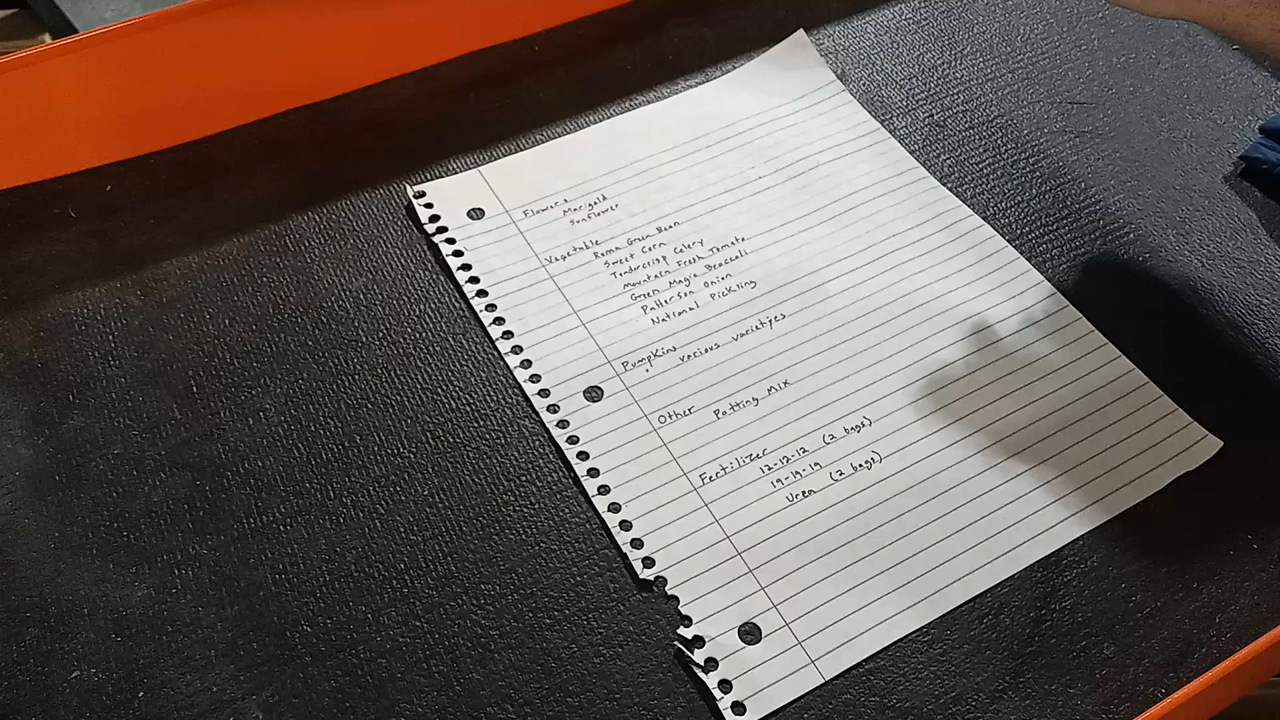 Flowers
Marigold
Sunflower
Vegetable
Roma Green Bean
Sweet Corn
Tendercrisp Celery
Mountain Fresh Tomato
Green Magic Broccoli
Patterson Onion
National Pickling
Pumpkins
various varieties
Other
Potting Mix
Fertilizer
12-12-12 (2 bags)
19-19-19
Urea (2 bags)